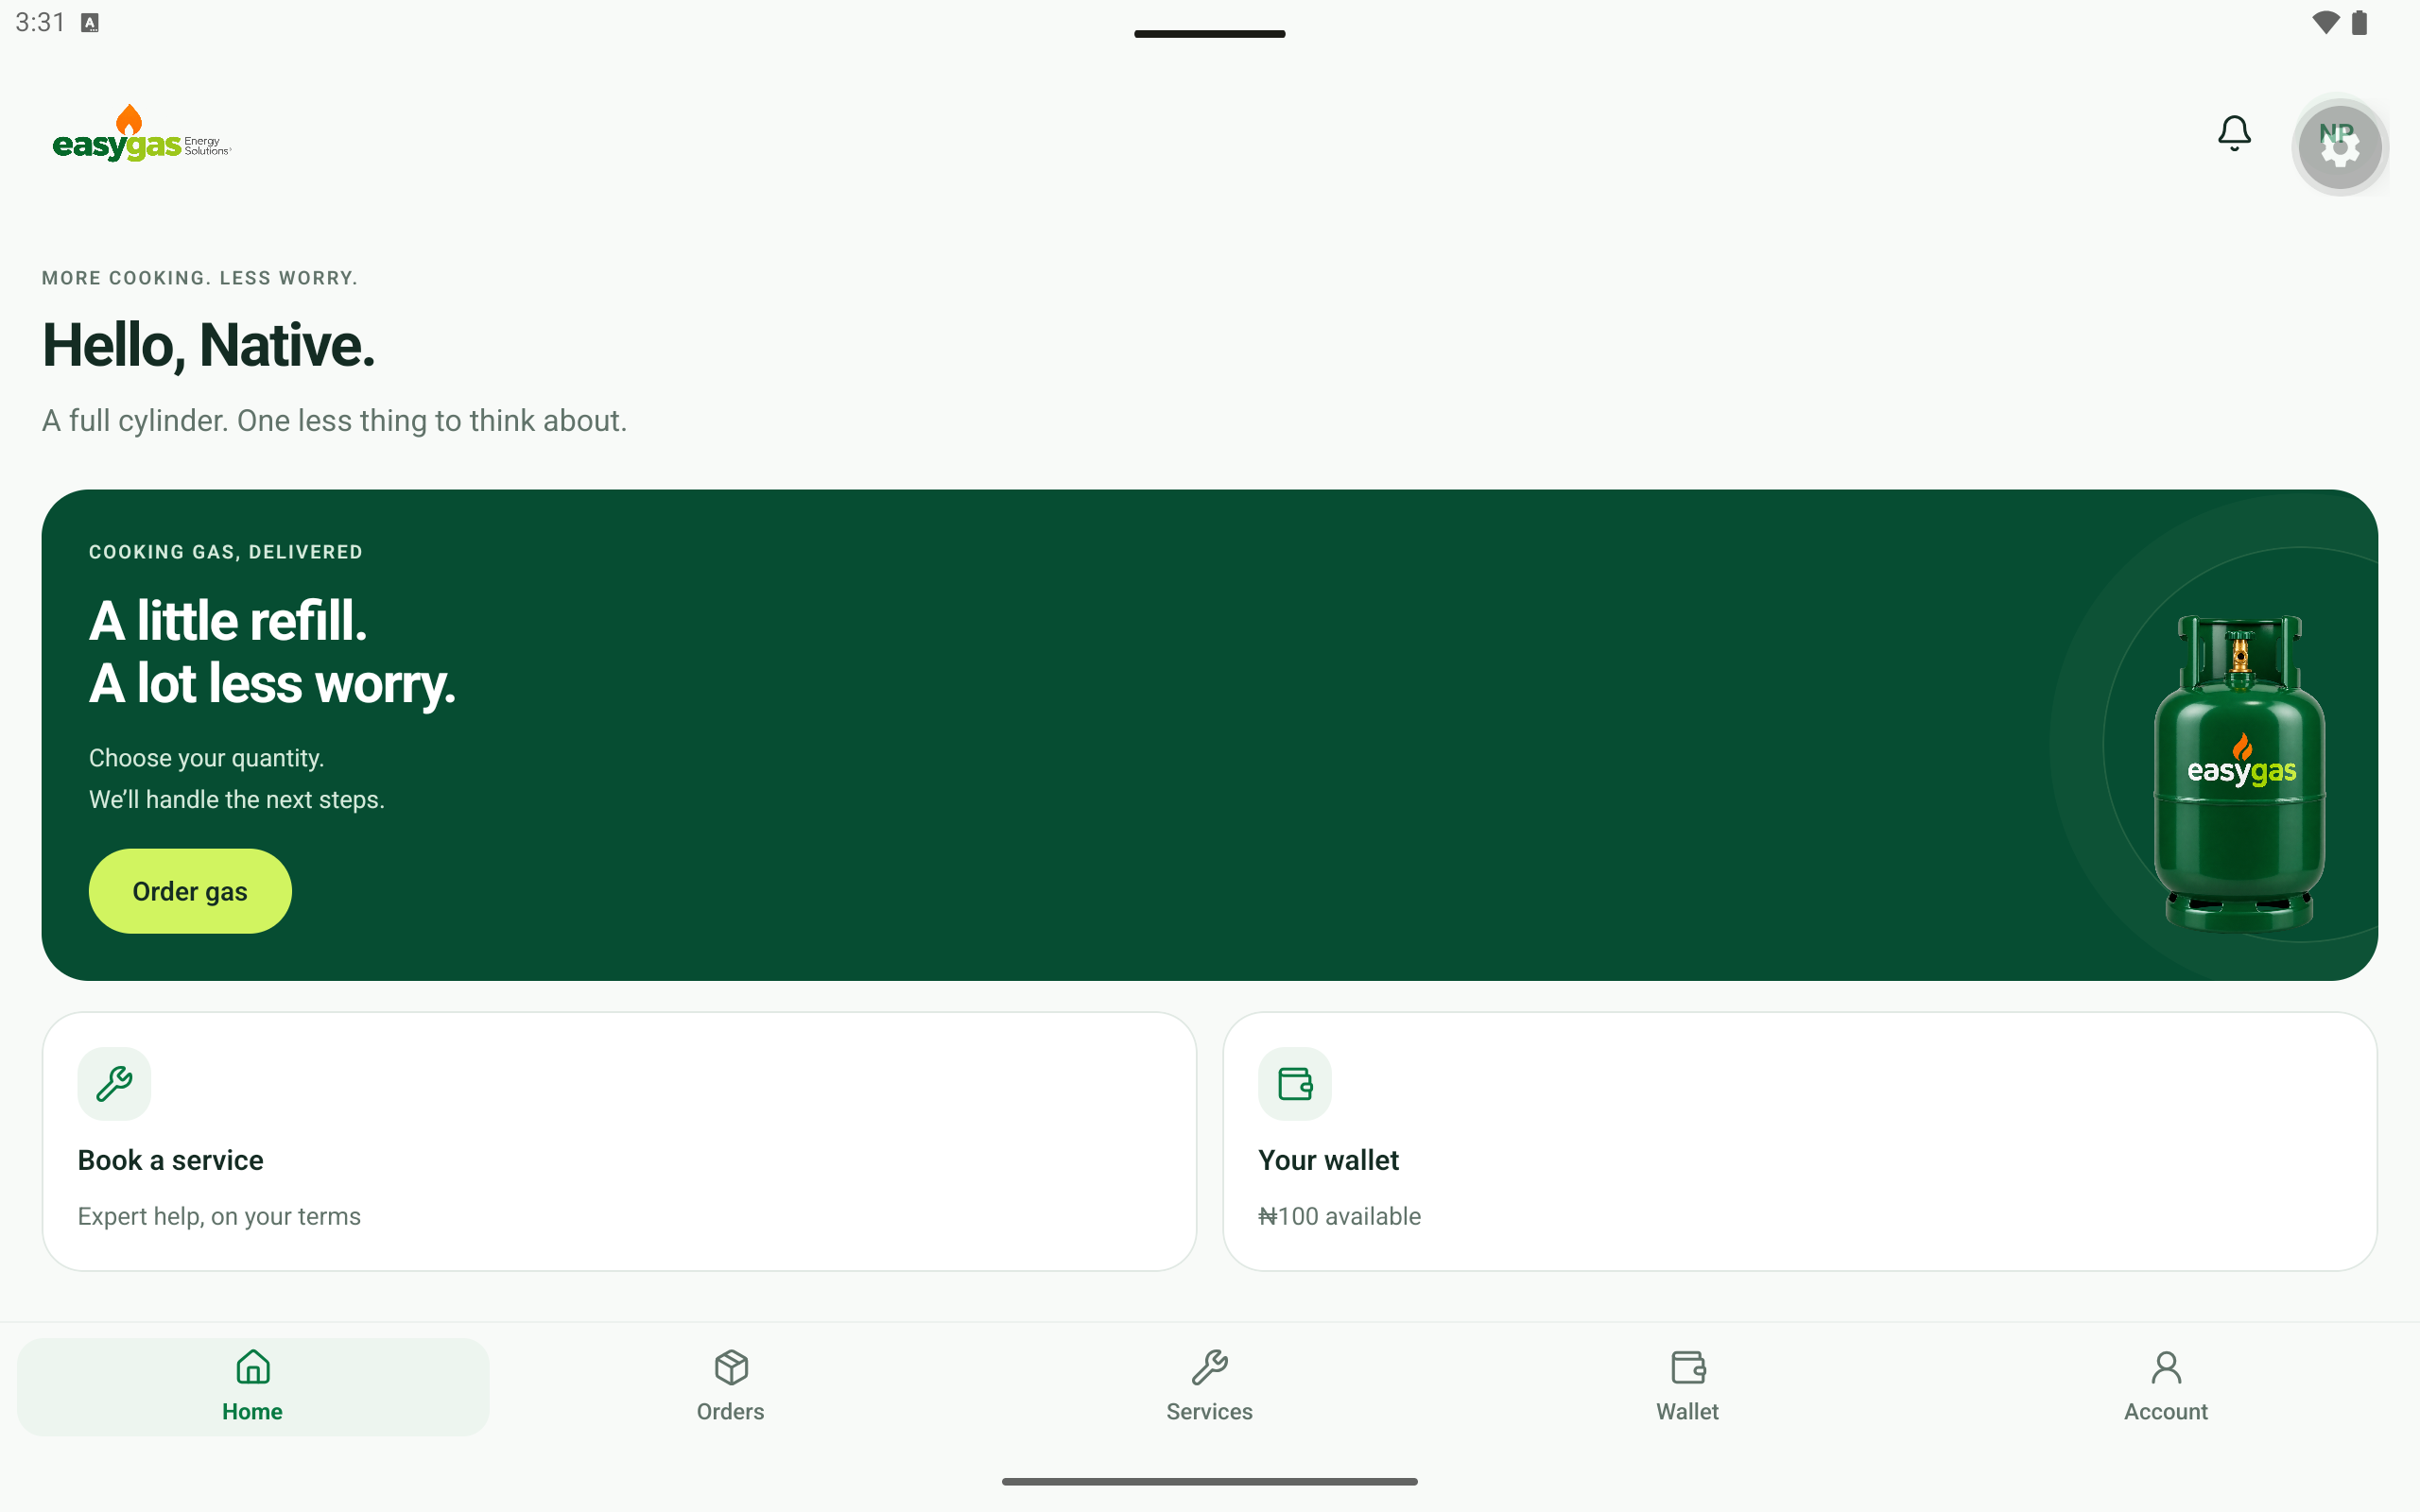 3:31
easygas Energy Solutions
NP
MORE COOKING. LESS WORRY.
Hello, Native.
A full cylinder. One less thing to think about.
COOKING GAS, DELIVERED
A little refill.
A lot less worry.
Choose your quantity.
We’ll handle the next steps.
Order gas
easygas
Book a service
Expert help, on your terms
Your wallet
₦100 available
Home
Orders
Services
Wallet
Account